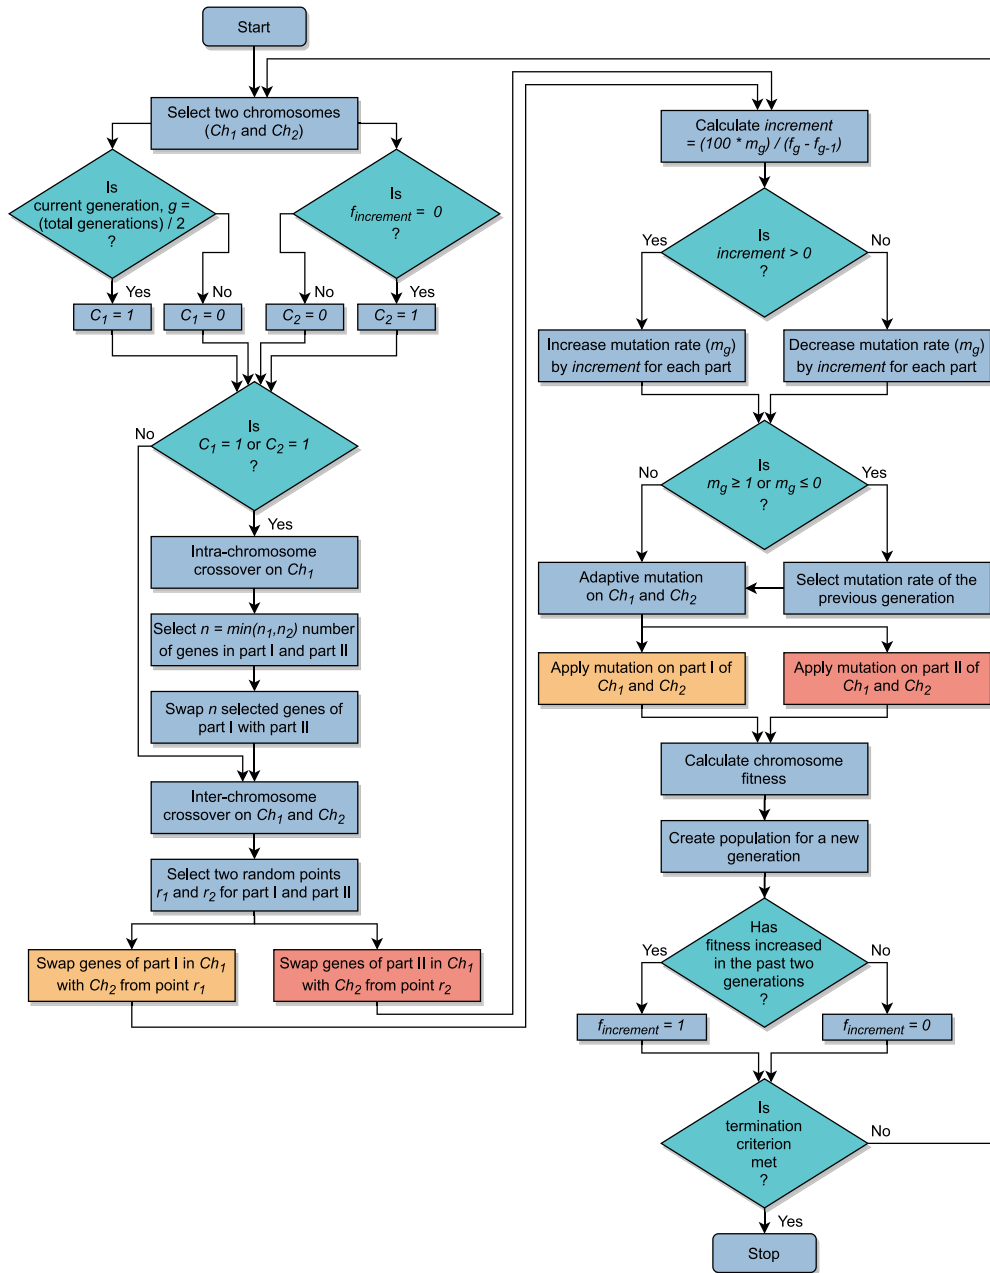 Start
Select two chromosomes
(Ch₁ and Ch₂)
Is
current generation, g =
(total generations) / 2
?
Is
f_increment = 0
?
Yes
No
No
Yes
C₁ = 1
C₁ = 0
C₂ = 0
C₂ = 1
Is
C₁ = 1 or C₂ = 1
?
No
Yes
Intra-chromosome
crossover on Ch₁
Select n = min(n₁,n₂) number
of genes in part I and part II
Swap n selected genes of
part I with part II
Inter-chromosome
crossover on Ch₁ and Ch₂
Select two random points
r₁ and r₂ for part I and part II
Swap genes of part I in Ch₁
with Ch₂ from point r₁
Swap genes of part II in Ch₁
with Ch₂ from point r₂
Calculate increment
= (100 * m_g) / (f_g - f_g-1)
Is
increment > 0
?
Yes
No
Increase mutation rate (m_g)
by increment for each part
Decrease mutation rate (m_g)
by increment for each part
Is
m_g ≥ 1 or m_g ≤ 0
?
No
Yes
Adaptive mutation
on Ch₁ and Ch₂
Select mutation rate of the
previous generation
Apply mutation on part I of
Ch₁ and Ch₂
Apply mutation on part II of
Ch₁ and Ch₂
Calculate chromosome
fitness
Create population for a new
generation
Has
fitness increased
in the past two
generations
?
Yes
No
f_increment = 1
f_increment = 0
Is
termination
criterion
met
?
No
Yes
Stop